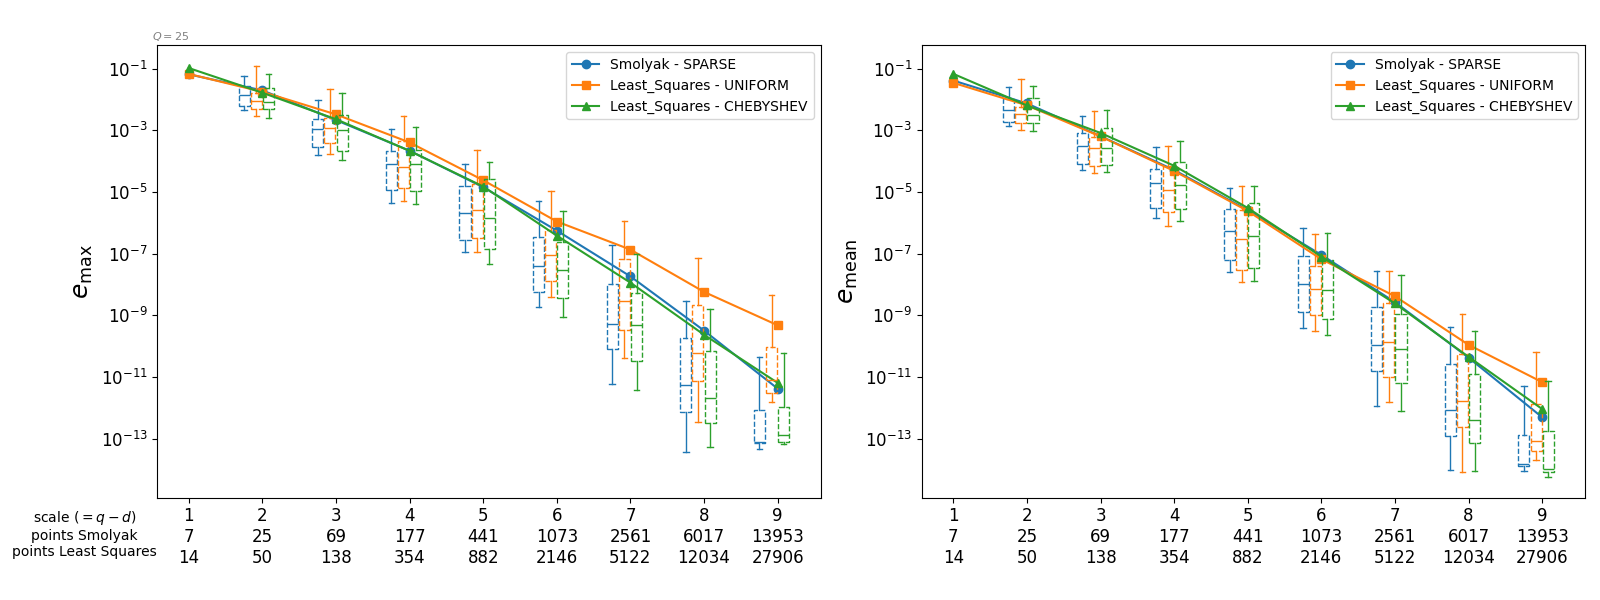 Q = 25
Smolyak - SPARSE
Least_Squares - UNIFORM
Least_Squares - CHEBYSHEV
10⁻¹
10⁻³
10⁻⁵
10⁻⁷
10⁻⁹
10⁻¹¹
10⁻¹³
e_max
scale (= q − d) 1 2 3 4 5 6 7 8 9
points Smolyak 7 25 69 177 441 1073 2561 6017 13953
points Least Squares 14 50 138 354 882 2146 5122 12034 27906
Smolyak - SPARSE
Least_Squares - UNIFORM
Least_Squares - CHEBYSHEV
10⁻¹
10⁻³
10⁻⁵
10⁻⁷
10⁻⁹
10⁻¹¹
10⁻¹³
e_mean
1 2 3 4 5 6 7 8 9
7 25 69 177 441 1073 2561 6017 13953
14 50 138 354 882 2146 5122 12034 27906